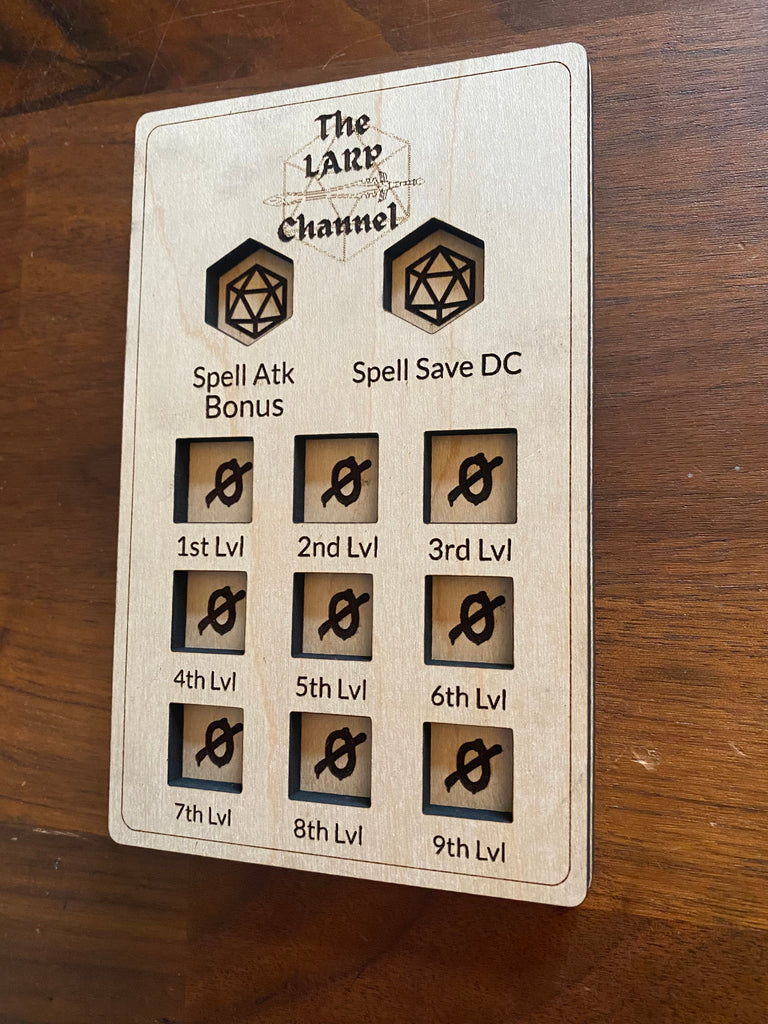 The
LARP
Channel
Spell Atk
Bonus
Spell Save DC
Ø Ø Ø
1st Lvl 2nd Lvl 3rd Lvl
Ø Ø Ø
4th Lvl 5th Lvl 6th Lvl
Ø Ø Ø
7th Lvl 8th Lvl 9th Lvl